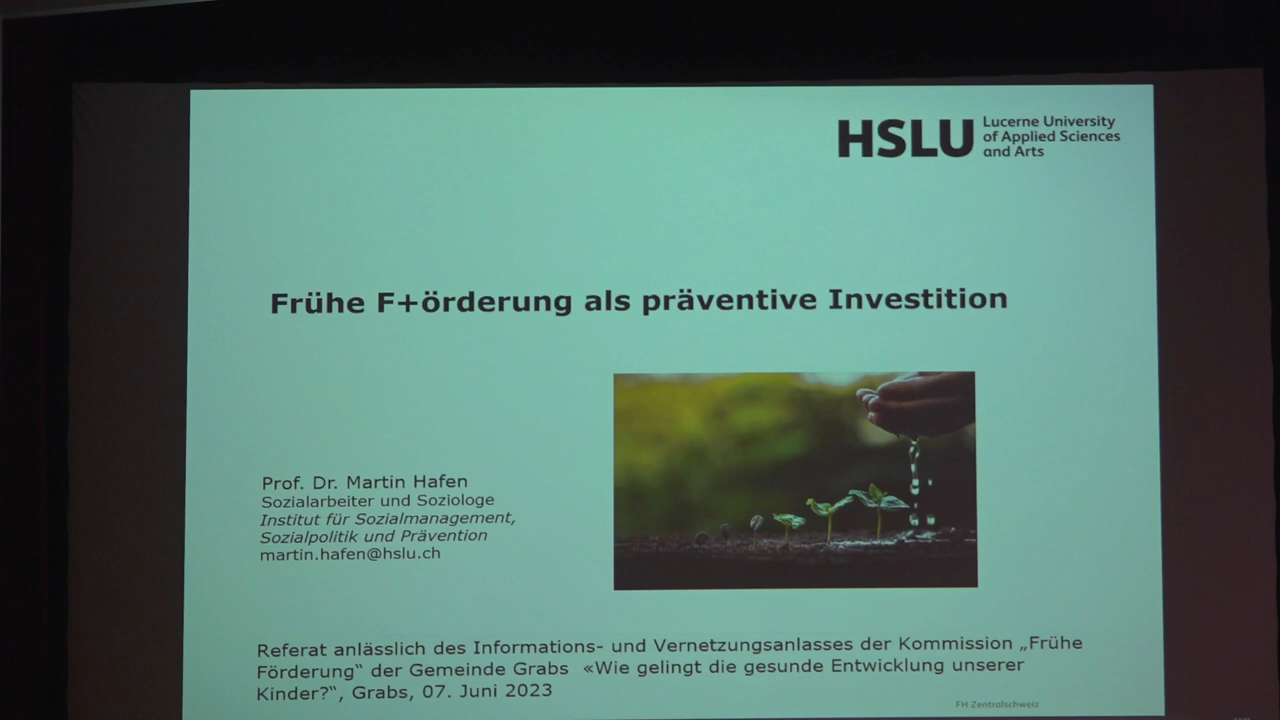 HSLU
Lucerne University
of Applied Sciences
and Arts
Frühe F+örderung als präventive Investition
Prof. Dr. Martin Hafen
Sozialarbeiter und Soziologe
Institut für Sozialmanagement,
Sozialpolitik und Prävention
martin.hafen@hslu.ch
Referat anlässlich des Informations- und Vernetzungsanlasses der Kommission „Frühe
Förderung“ der Gemeinde Grabs «Wie gelingt die gesunde Entwicklung unserer
Kinder?“, Grabs, 07. Juni 2023
FH Zentralschweiz